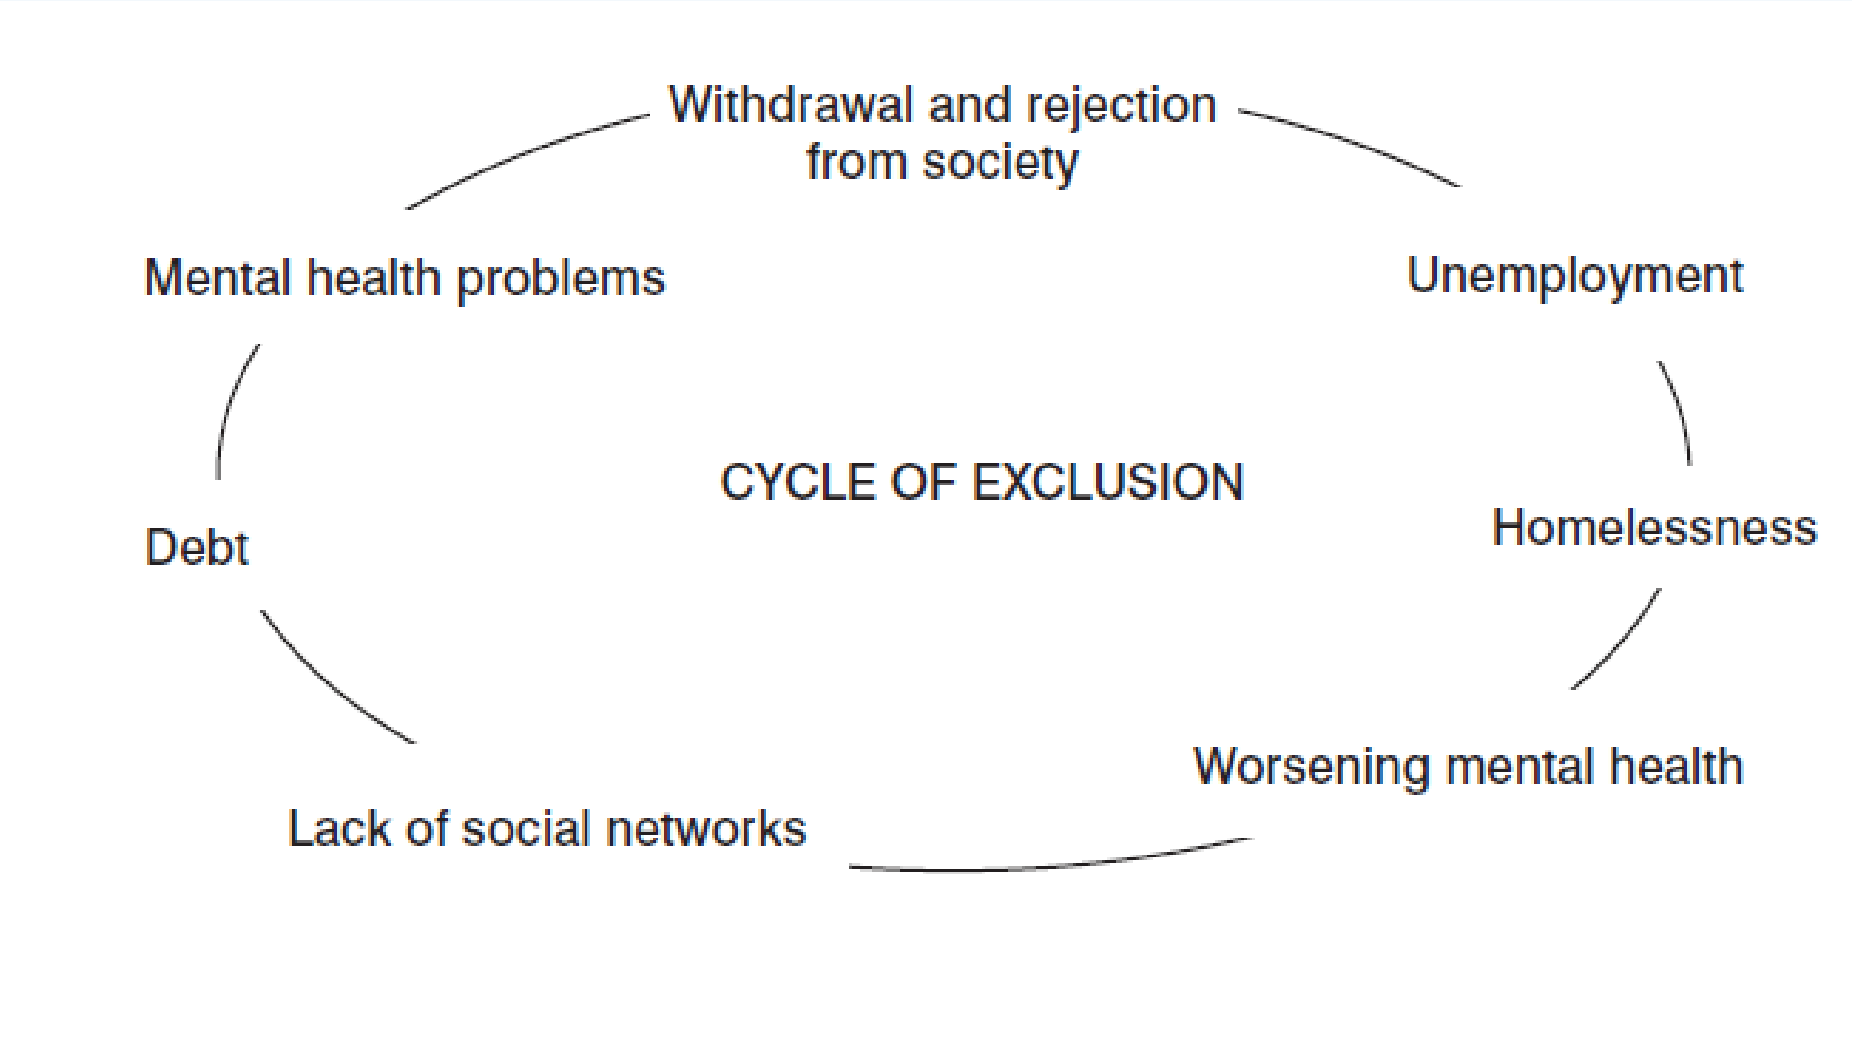 Withdrawal and rejection
from society
Mental health problems
Unemployment
CYCLE OF EXCLUSION
Debt
Homelessness
Worsening mental health
Lack of social networks